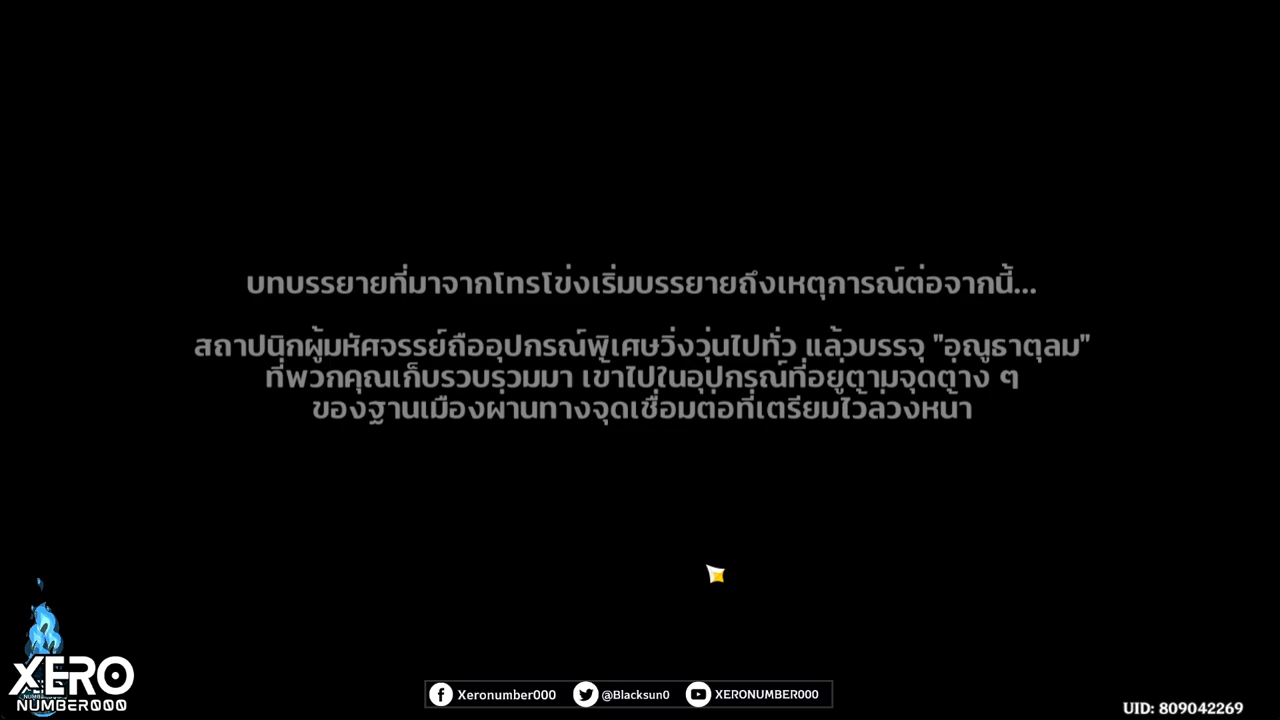 บทบรรยายที่มาจากโทรโข่งเริ่มบรรยายถึงเหตุการณ์ต่อจากนี้...
สถาปนิกผู้มหัศจรรย์ถืออุปกรณ์พิเศษวิ่งวุ่นไปทั่ว แล้วบรรจุ "อณูธาตุลม"
ที่พวกคุณเก็บรวบรวมมา เข้าไปในอุปกรณ์ที่อยู่ตามจุดต่าง ๆ
ของฐานเมืองผ่านทางจุดเชื่อมต่อที่เตรียมไว้ล่วงหน้า
XERO
NUMBER000
Xeronumber000
@Blacksun0
XERONUMBER000
UID: 809042269